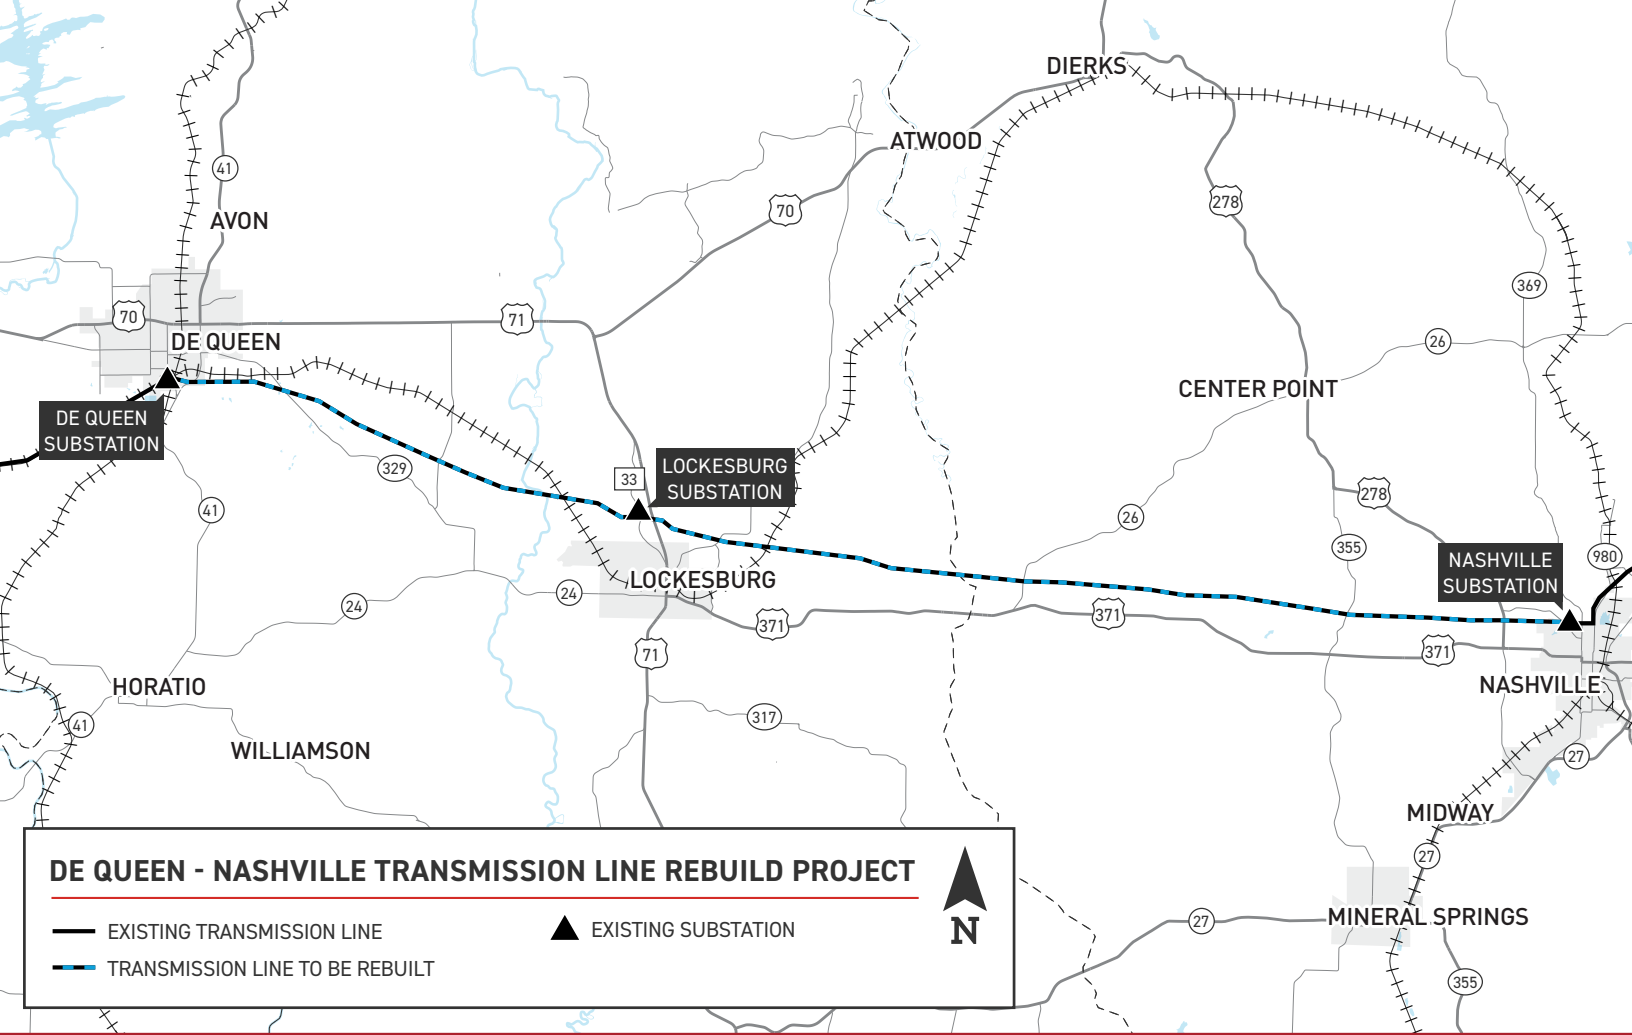 DIERKS
ATWOOD
41
278
70
AVON
369
70
71
26
DE QUEEN
CENTER POINT
DE QUEEN
SUBSTATION
329
LOCKESBURG
SUBSTATION
33
278
41
26
355
980
NASHVILLE
SUBSTATION
LOCKESBURG
24
24
371
371
371
71
HORATIO
NASHVILLE
41
317
WILLIAMSON
27
MIDWAY
27
DE QUEEN - NASHVILLE TRANSMISSION LINE REBUILD PROJECT
EXISTING TRANSMISSION LINE
EXISTING SUBSTATION
TRANSMISSION LINE TO BE REBUILT
N
27
MINERAL SPRINGS
355